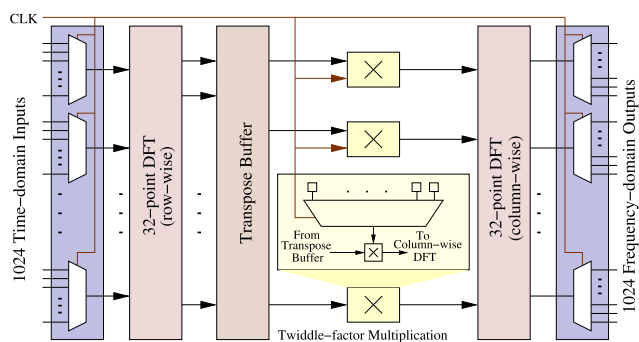 CLK
1024 Time-domain Inputs
32-point DFT
(row-wise)
Transpose Buffer
From
Transpose
Buffer
To
Column-wise
DFT
Twiddle-factor Multiplication
32-point DFT
(column-wise)
1024 Frequency-domain Outputs